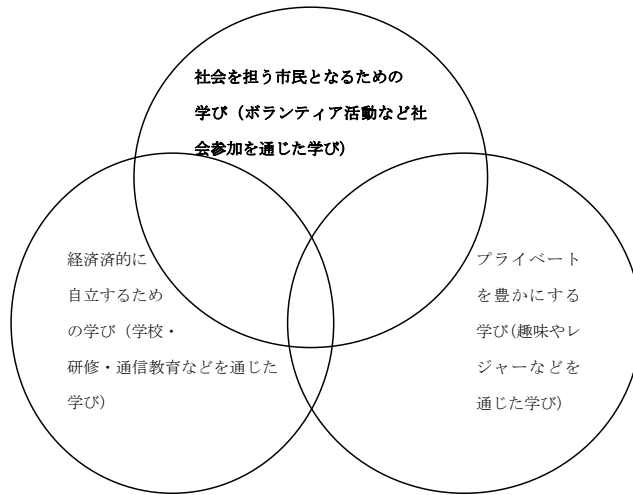 社会を担う市民となるための
学び（ボランティア活動など社
会参加を通じた学び）
経済済的に
自立するため
の学び（学校・
研修・通信教育などを通じた
学び）
プライベート
を豊かにする
学び(趣味やレ
ジャーなどを
通じた学び）